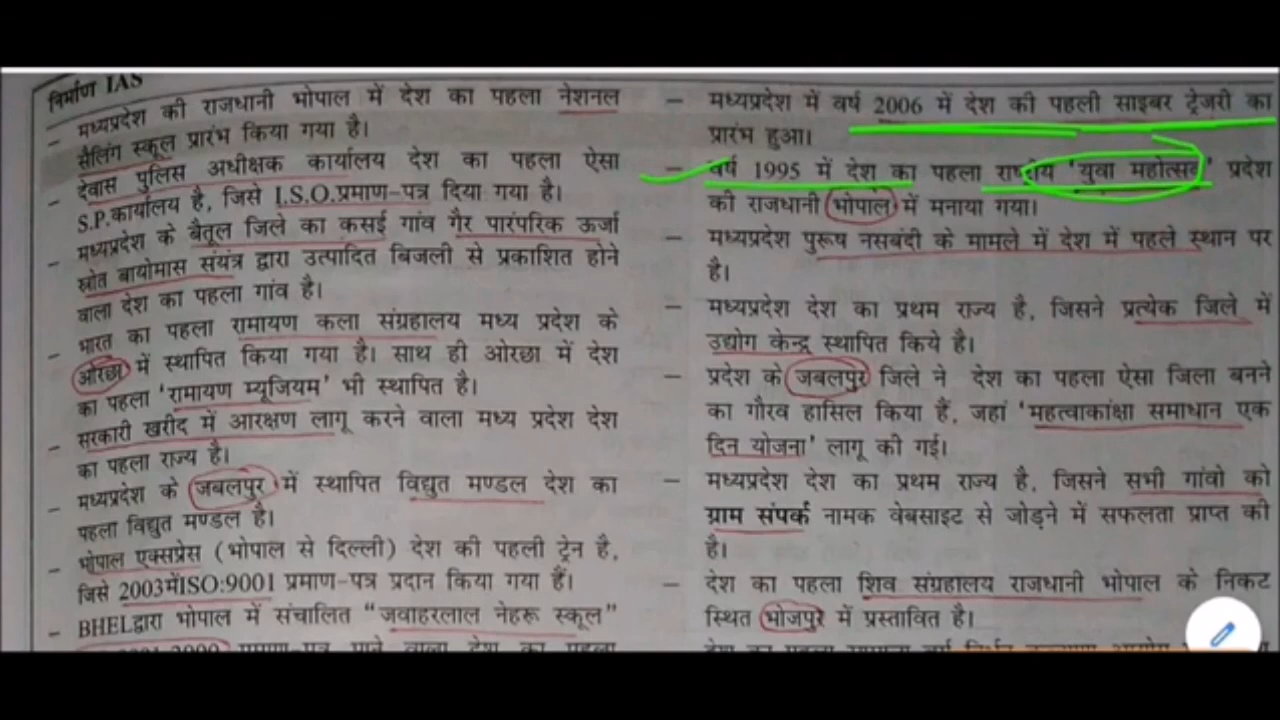 निर्माण IAS
– मध्यप्रदेश की राजधानी भोपाल में देश का पहला नेशनल
सैलिंग स्कूल प्रारंभ किया गया है।
– देवास पुलिस अधीक्षक कार्यालय देश का पहला ऐसा
S.P.कार्यालय है, जिसे I.S.O.प्रमाण-पत्र दिया गया है।
– मध्यप्रदेश के बैतूल जिले का कसई गांव गैर पारंपरिक ऊर्जा
स्रोत बायोमास संयंत्र द्वारा उत्पादित बिजली से प्रकाशित होने
वाला देश का पहला गांव है।
– भारत का पहला रामायण कला संग्रहालय मध्य प्रदेश के
ओरछा में स्थापित किया गया है। साथ ही ओरछा में देश
का पहला 'रामायण म्यूजियम' भी स्थापित है।
– सरकारी खरीद में आरक्षण लागू करने वाला मध्य प्रदेश देश
का पहला राज्य है।
– मध्यप्रदेश के जबलपुर में स्थापित विद्युत मण्डल देश का
पहला विद्युत मण्डल है।
– भोपाल एक्सप्रेस (भोपाल से दिल्ली) देश की पहली ट्रेन है,
जिसे 2003मेंISO:9001 प्रमाण-पत्र प्रदान किया गया हैं।
– BHELद्वारा भोपाल में संचालित "जवाहरलाल नेहरू स्कूल"
प्रमाण-पत्र पाने वाला देश का पहला
– मध्यप्रदेश में वर्ष 2006 में देश की पहली साइबर ट्रेजरी का
प्रारंभ हुआ।
– वर्ष 1995 में देश का पहला राष्ट्रीय 'युवा महोत्सव' प्रदेश
की राजधानी भोपाल में मनाया गया।
– मध्यप्रदेश पुरूष नसबंदी के मामले में देश में पहले स्थान पर
है।
– मध्यप्रदेश देश का प्रथम राज्य है, जिसने प्रत्येक जिले में
उद्योग केन्द्र स्थापित किये है।
– प्रदेश के जबलपुर जिले ने देश का पहला ऐसा जिला बनने
का गौरव हासिल किया हैं, जहां 'महत्वाकांक्षा समाधान एक
दिन योजना' लागू की गई।
– मध्यप्रदेश देश का प्रथम राज्य है, जिसने सभी गांवो को
ग्राम संपर्क नामक वेबसाइट से जोड़ने में सफलता प्राप्त की
है।
– देश का पहला शिव संग्रहालय राजधानी भोपाल के निकट
स्थित भोजपुर में प्रस्तावित है।
देश का पहला